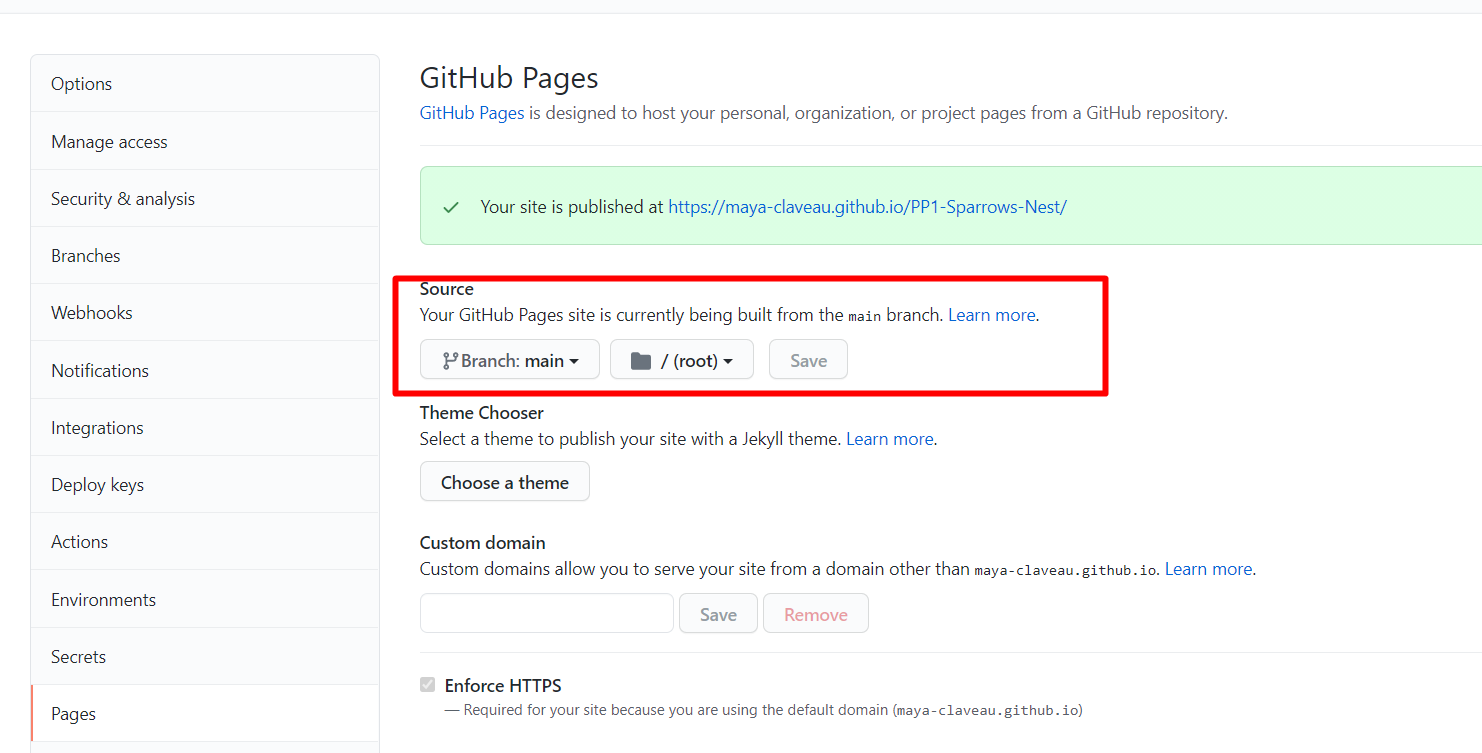 Options
Manage access
Security & analysis
Branches
Webhooks
Notifications
Integrations
Deploy keys
Actions
Environments
Secrets
Pages
GitHub Pages
GitHub Pages is designed to host your personal, organization, or project pages from a GitHub repository.
Your site is published at https://maya-claveau.github.io/PP1-Sparrows-Nest/
Source
Your GitHub Pages site is currently being built from the main branch. Learn more.
Branch: main / (root) Save
Theme Chooser
Select a theme to publish your site with a Jekyll theme. Learn more.
Choose a theme
Custom domain
Custom domains allow you to serve your site from a domain other than maya-claveau.github.io. Learn more.
Save Remove
Enforce HTTPS
— Required for your site because you are using the default domain (maya-claveau.github.io)